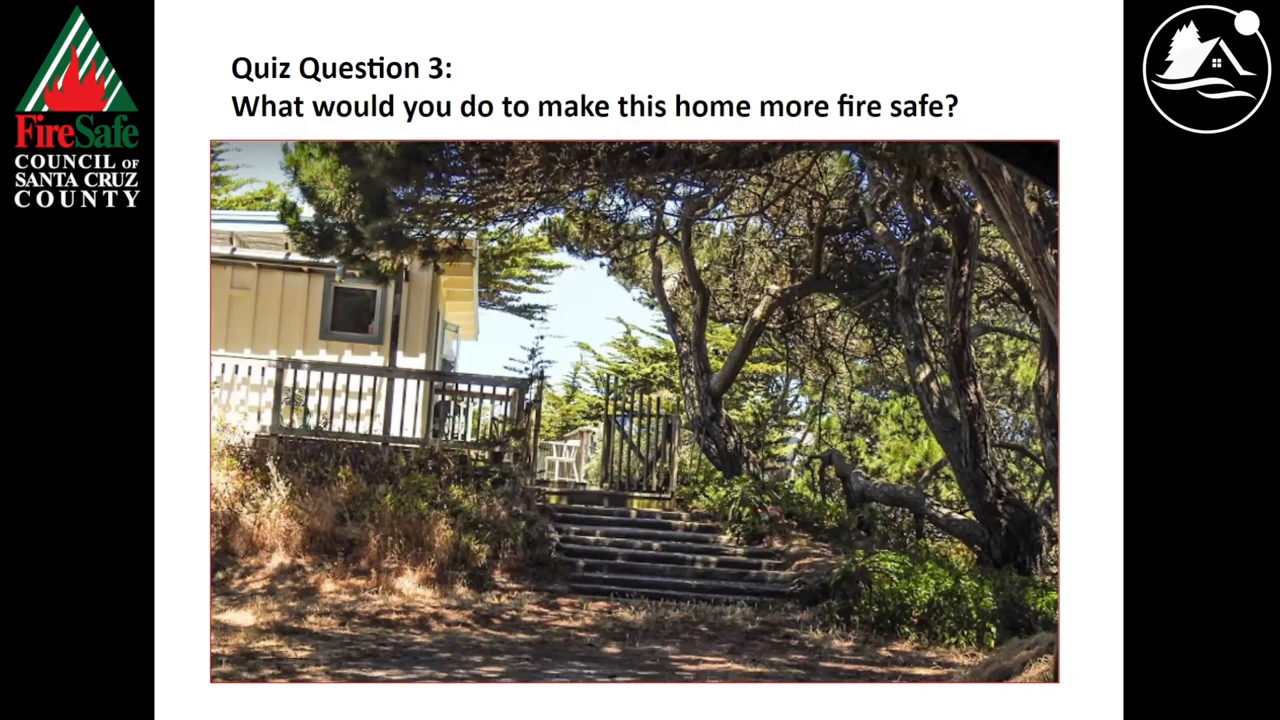 Quiz Question 3:
What would you do to make this home more fire safe?
FireSafe
COUNCIL OF
SANTA CRUZ
COUNTY